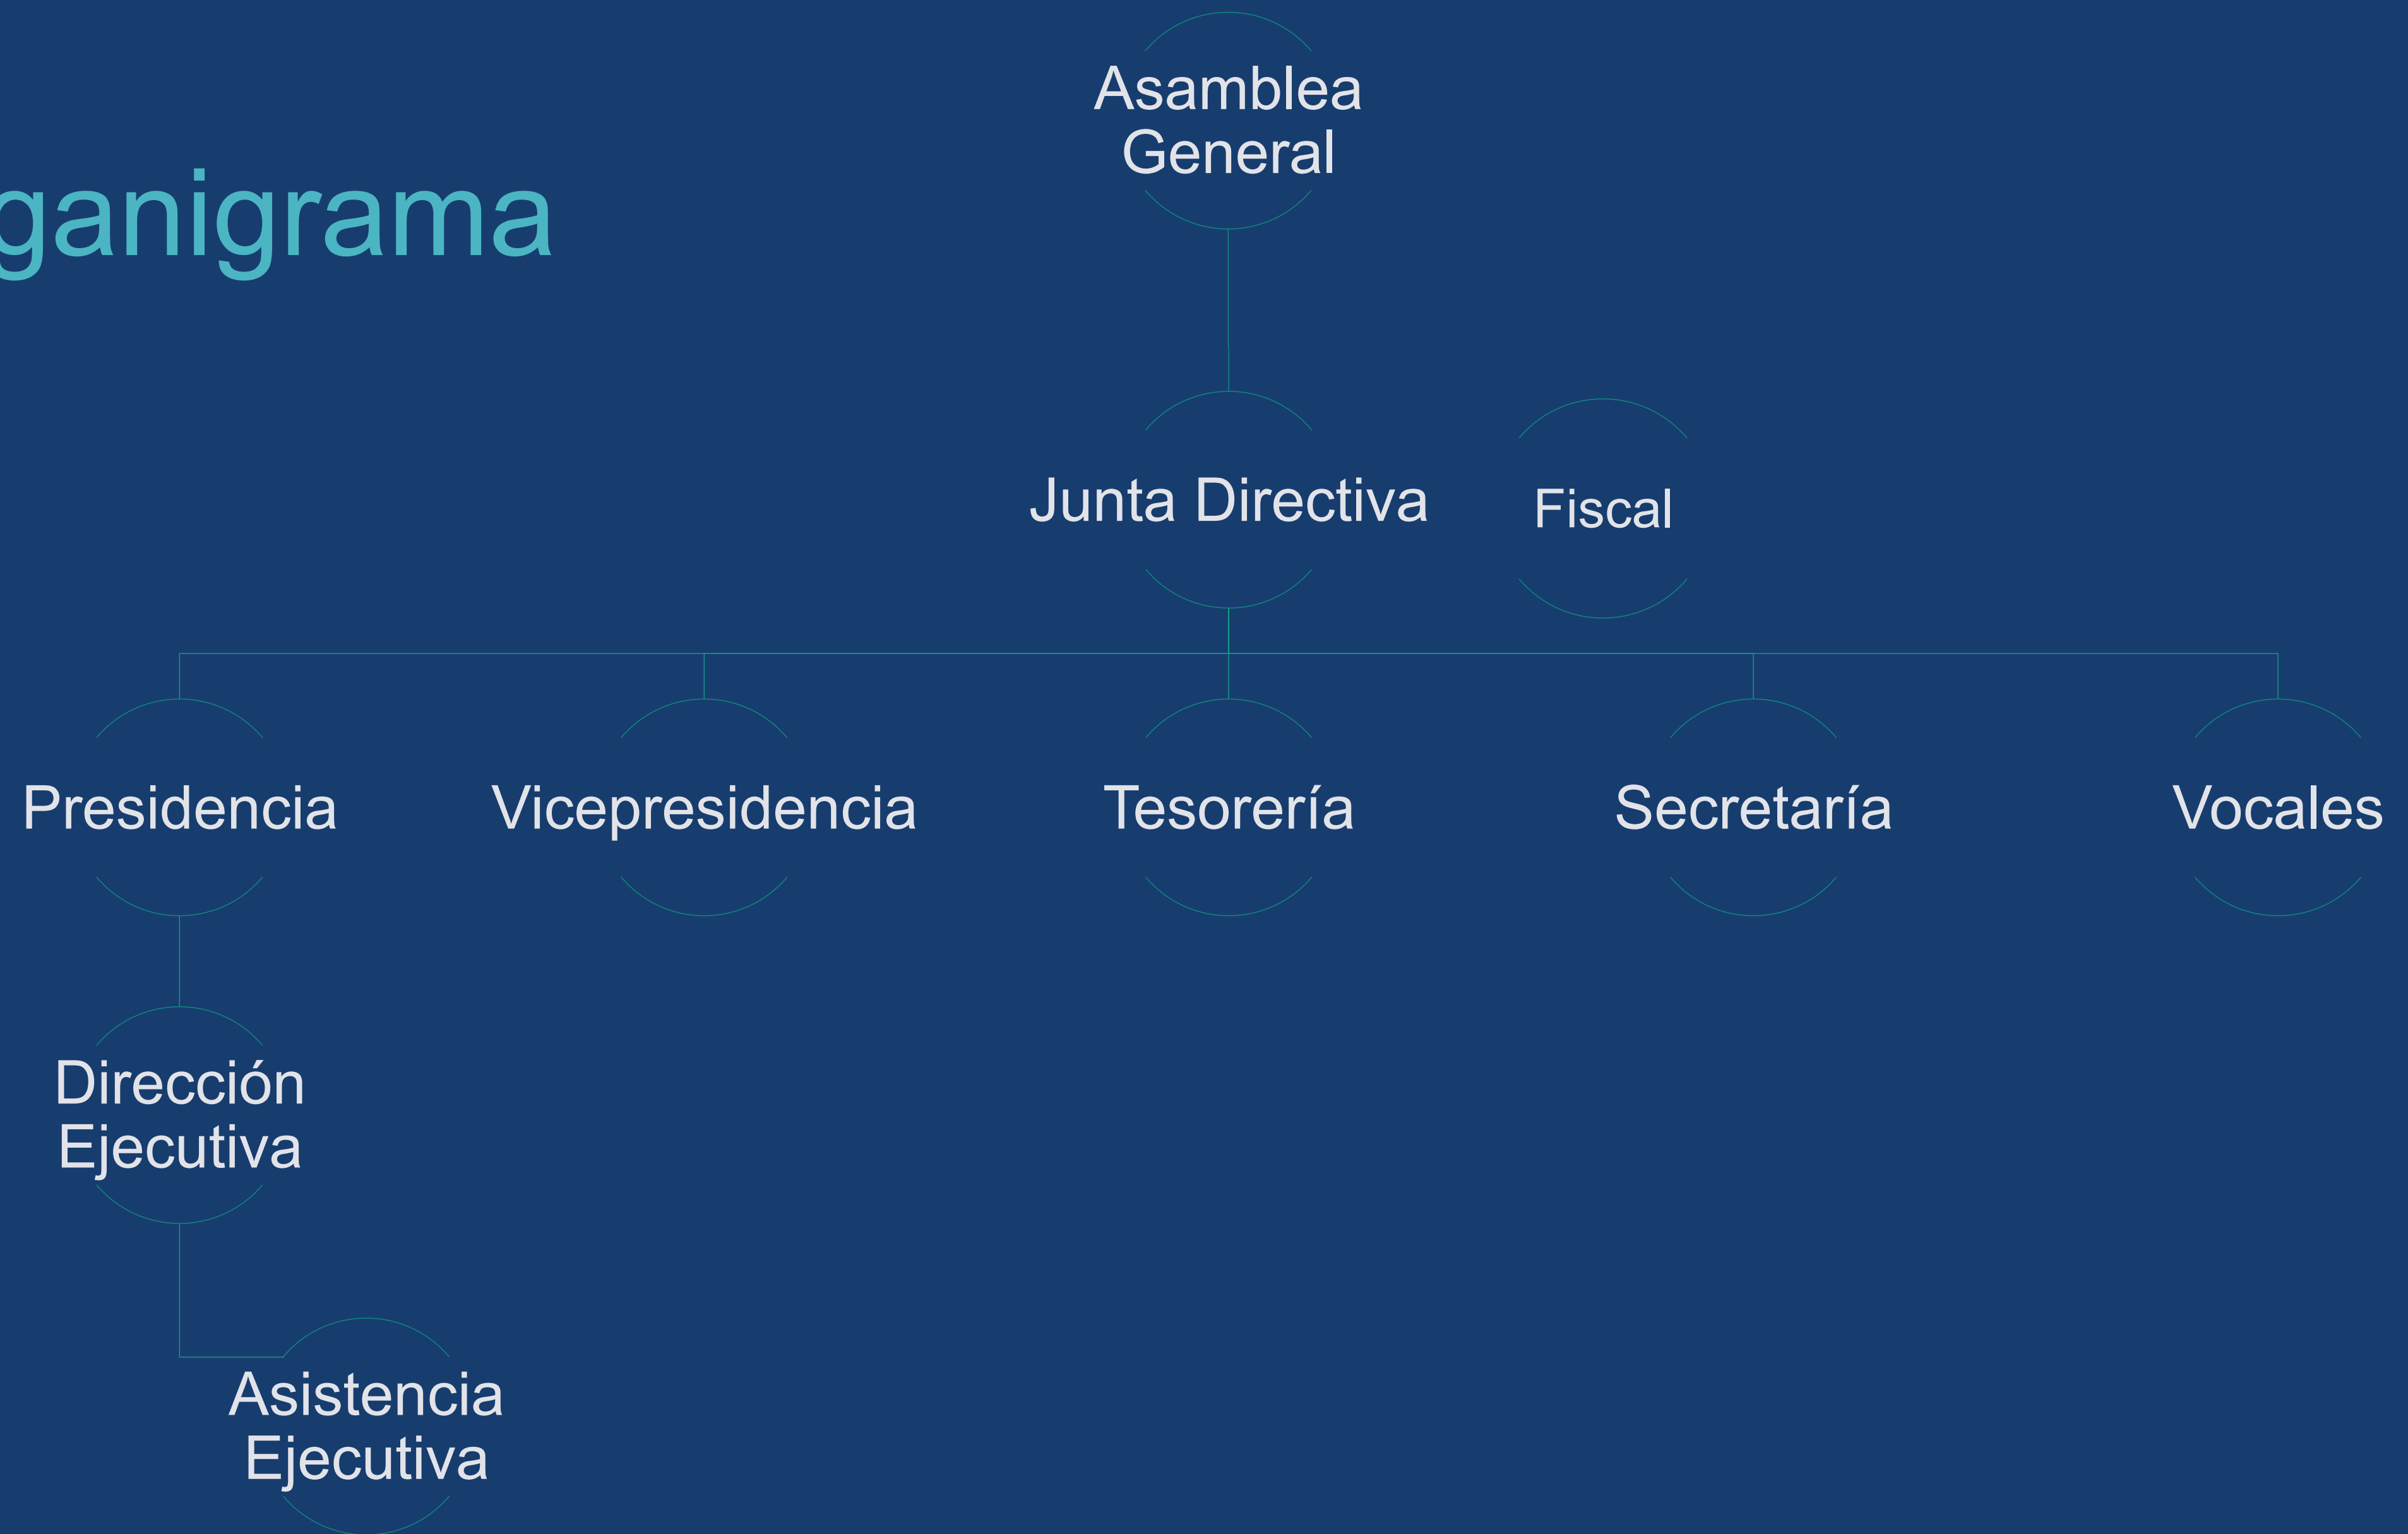 ganigrama
Asamblea
General
Junta Directiva
Fiscal
Presidencia
Vicepresidencia
Tesorería
Secretaría
Vocales
Dirección
Ejecutiva
Asistencia
Ejecutiva